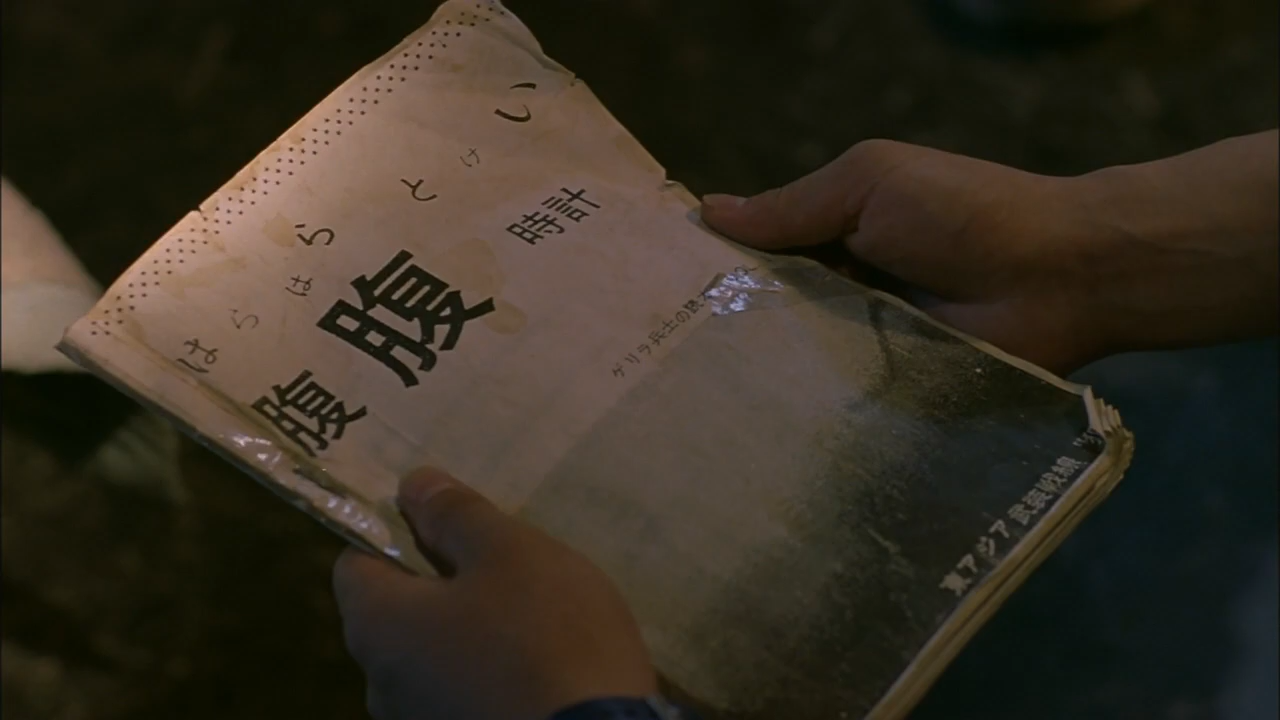 はらはらとけい
腹腹時計
ゲリラ兵士の読
東アジア武装戦線